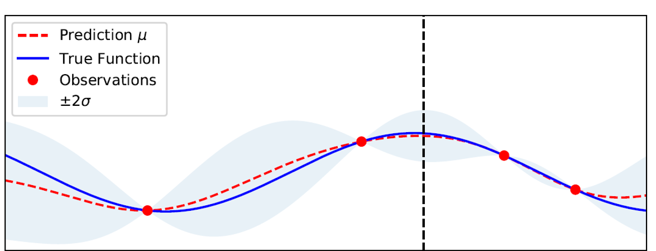 Prediction μ
True Function
Observations
±2σ